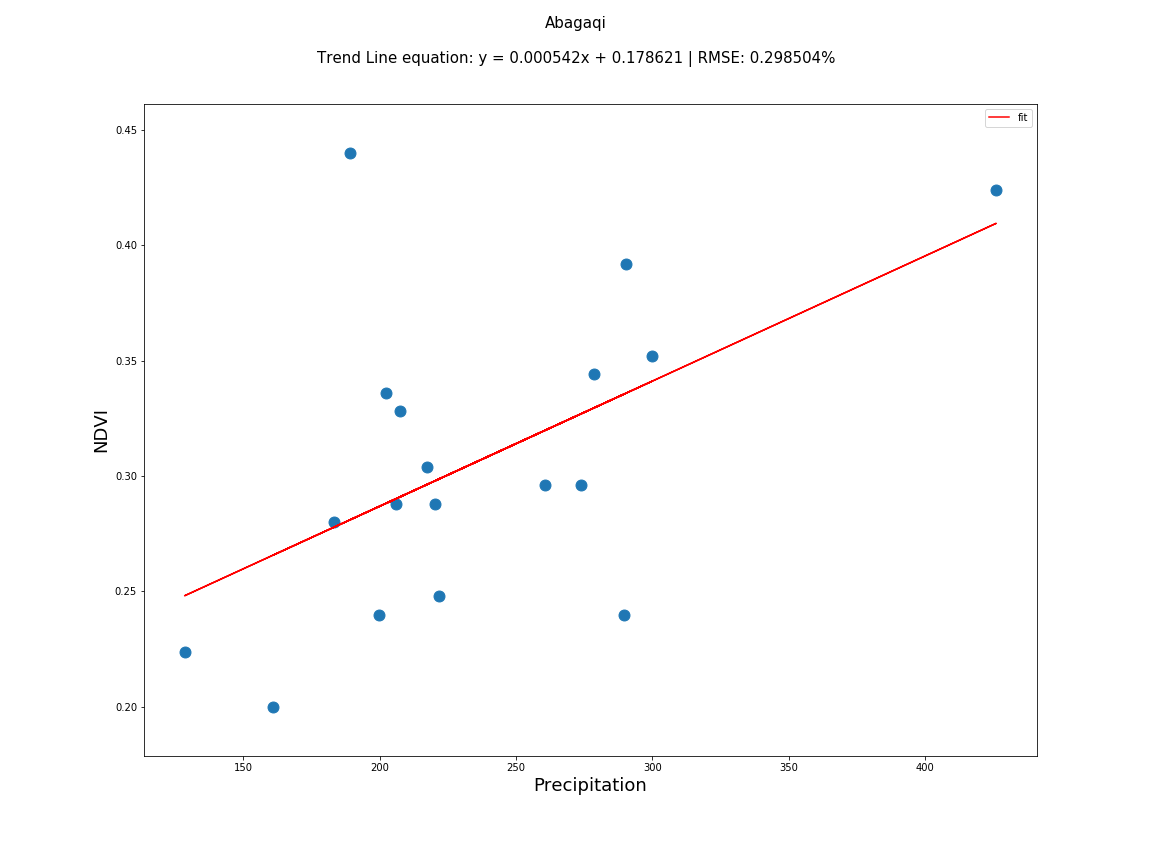 Abagaqi
Trend Line equation: y = 0.000542x + 0.178621 | RMSE: 0.298504%
fit
0.45
0.40
0.35
0.30
0.25
0.20
NDVI
150
200
250
300
350
400
Precipitation